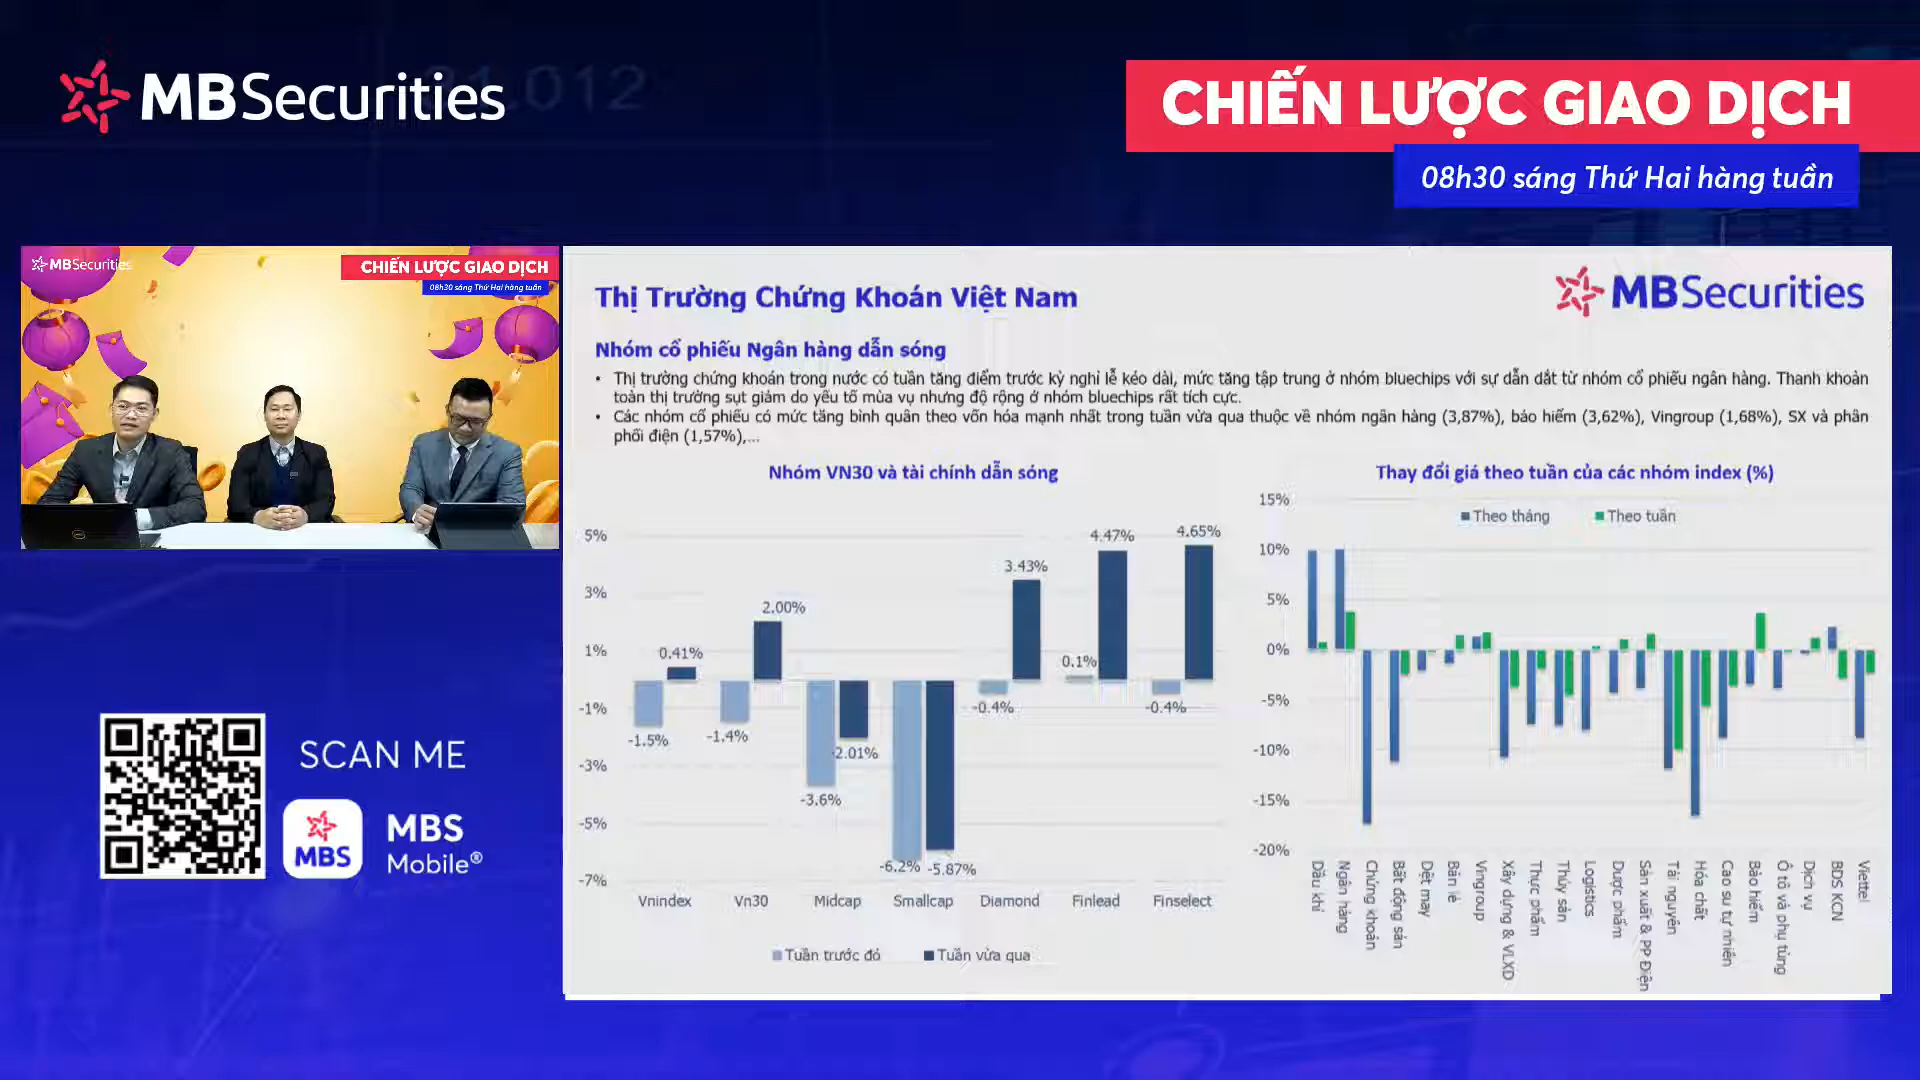 MBSecurities
CHIẾN LƯỢC GIAO DỊCH
08h30 sáng Thứ Hai hàng tuần
MBSecurities
CHIẾN LƯỢC GIAO DỊCH
08h30 sáng Thứ Hai hàng tuần
SCAN ME
MBS
MBS
Mobile®
Thị Trường Chứng Khoán Việt Nam
MBSecurities
Nhóm cổ phiếu Ngân hàng dẫn sóng
• Thị trường chứng khoán trong nước có tuần tăng điểm trước kỳ nghỉ lễ kéo dài, mức tăng tập trung ở nhóm bluechips với sự dẫn dắt từ nhóm cổ phiếu ngân hàng. Thanh khoản
toàn thị trường sụt giảm do yếu tố mùa vụ nhưng độ rộng ở nhóm bluechips rất tích cực.
• Các nhóm cổ phiếu có mức tăng bình quân theo vốn hóa mạnh nhất trong tuần vừa qua thuộc về nhóm ngân hàng (3,87%), bảo hiểm (3,62%), Vingroup (1,68%), SX và phân
phối điện (1,57%),...
Nhóm VN30 và tài chính dẫn sóng
5%
3%
1%
-1%
-3%
-5%
-7%
-1.5%
0.41%
-1.4%
2.00%
-3.6%
-2.01%
-6.2%
-5.87%
-0.4%
3.43%
0.1%
4.47%
-0.4%
4.65%
Vnindex
Vn30
Midcap
Smallcap
Diamond
Finlead
Finselect
Tuần trước đó
Tuần vừa qua
Thay đổi giá theo tuần của các nhóm index (%)
Theo tháng
Theo tuần
15%
10%
5%
0%
-5%
-10%
-15%
-20%
Dầu khí
Ngân hàng
Chứng khoán
Bất động sản
Dệt may
Bán lẻ
Vingroup
Xây dựng & VLXD
Thực phẩm
Thủy sản
Logistics
Dược phẩm
Sản xuất & PP Điện
Tài nguyên
Hóa chất
Cao su tự nhiên
Bảo hiểm
Ô tô và phụ tùng
Dịch vụ
BDS KCN
Viettel